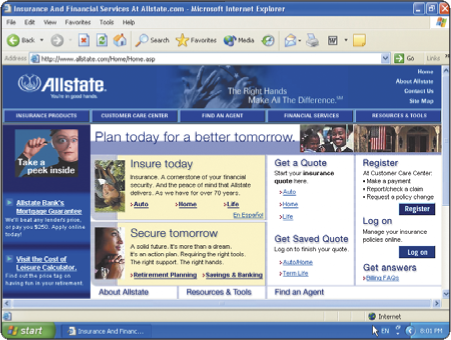 Insurance And Financial Services At Allstate.com - Microsoft Internet Explorer
File Edit View Favorites Tools Help
Back Search Favorites Media
Address http://www.allstate.com/Home/Home.asp Go Links
Allstate.
You're in good hands.
The Right Hands
Make All The Difference.
Home
About Allstate
Contact Us
Site Map
INSURANCE PRODUCTS CUSTOMER CARE CENTER FIND AN AGENT FINANCIAL SERVICES RESOURCES & TOOLS
Take a
peek inside
Allstate Bank's
Mortgage Guarantee
We'll beat any lender's price,
or pay you $250. Apply online
today!
Visit the Cost of
Leisure Calculator.
Find out the price tag on
having fun in your retirement.
Plan today for a better tomorrow.
Insure today
Insurance. A cornerstone of your financial
security. And the peace of mind that Allstate
delivers. As we have for over 70 years.
Auto Home Life
En Español
Secure tomorrow
A solid future. It's more than a dream.
It's an action plan. Requiring the right tools.
The right support. The right hands.
Retirement Planning Savings & Banking
Get a Quote
Start your insurance
quote here.
Auto
Home
Life
Get Saved Quote
Log on to finish your quote.
Auto/Home
Term Life
Register
At Customer Care Center:
• Make a payment
• Report/check a claim
• Request a policy change
Register
Log on
Manage your insurance
policies online.
Log on
Get answers
Billing FAQs
About Allstate Resources & Tools Find an Agent
Internet
start Insurance And Financ... EN 8:01 PM